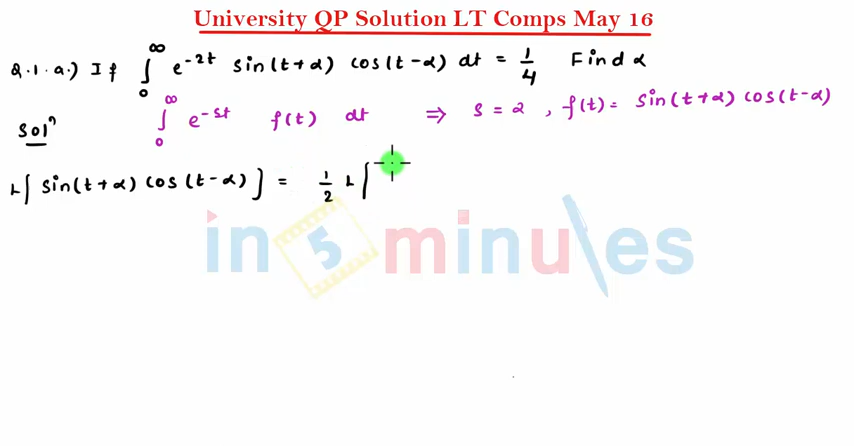 University QP Solution LT Comps May 16
Q.1.a.) If ∫₀^∞ e^{-2t} sin(t+α) cos(t-α) dt = 1/4 Find α
Solⁿ ∫₀^∞ e^{-st} f(t) dt ⇒ s = 2, f(t) = sin(t+α) cos(t-α)
L[ sin(t+α) cos(t-α) ] = 1/2 L[
in 5 minutes